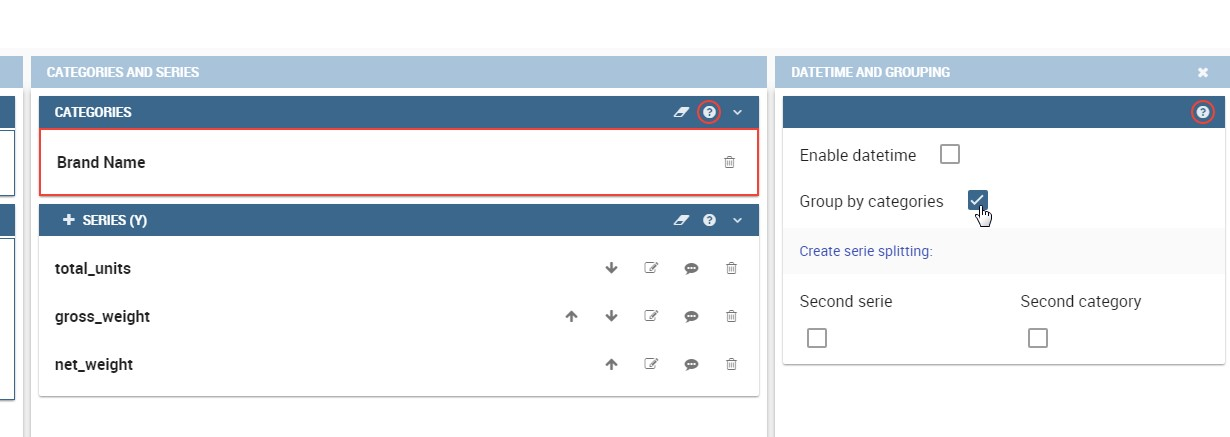 CATEGORIES AND SERIES
CATEGORIES
Brand Name
SERIES (Y)
total_units
gross_weight
net_weight
DATETIME AND GROUPING
Enable datetime
Group by categories
Create serie splitting:
Second serie Second category